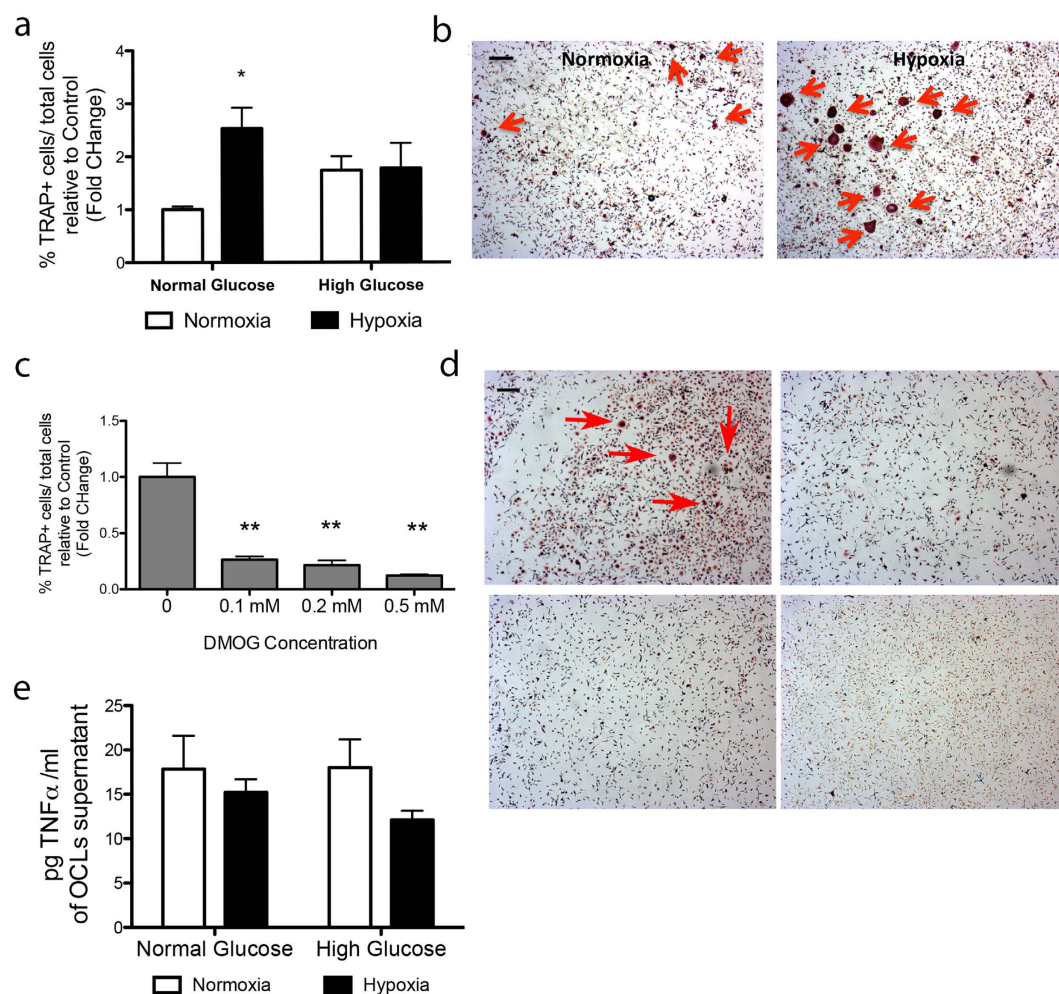 a
% TRAP+ cells/ total cells
relative to Control
(Fold CHange)
4
3
2
1
0
*
Normal Glucose
High Glucose
Normoxia
Hypoxia
b
Normoxia
Hypoxia
c
% TRAP+ cells/ total cells
relative to Control
(Fold CHange)
1.5
1.0
0.5
0.0
**
**
**
0
0.1 mM
0.2 mM
0.5 mM
DMOG Concentration
d
e
pg TNFα /ml
of OCLs supernatant
25
20
15
10
5
0
Normal Glucose
High Glucose
Normoxia
Hypoxia